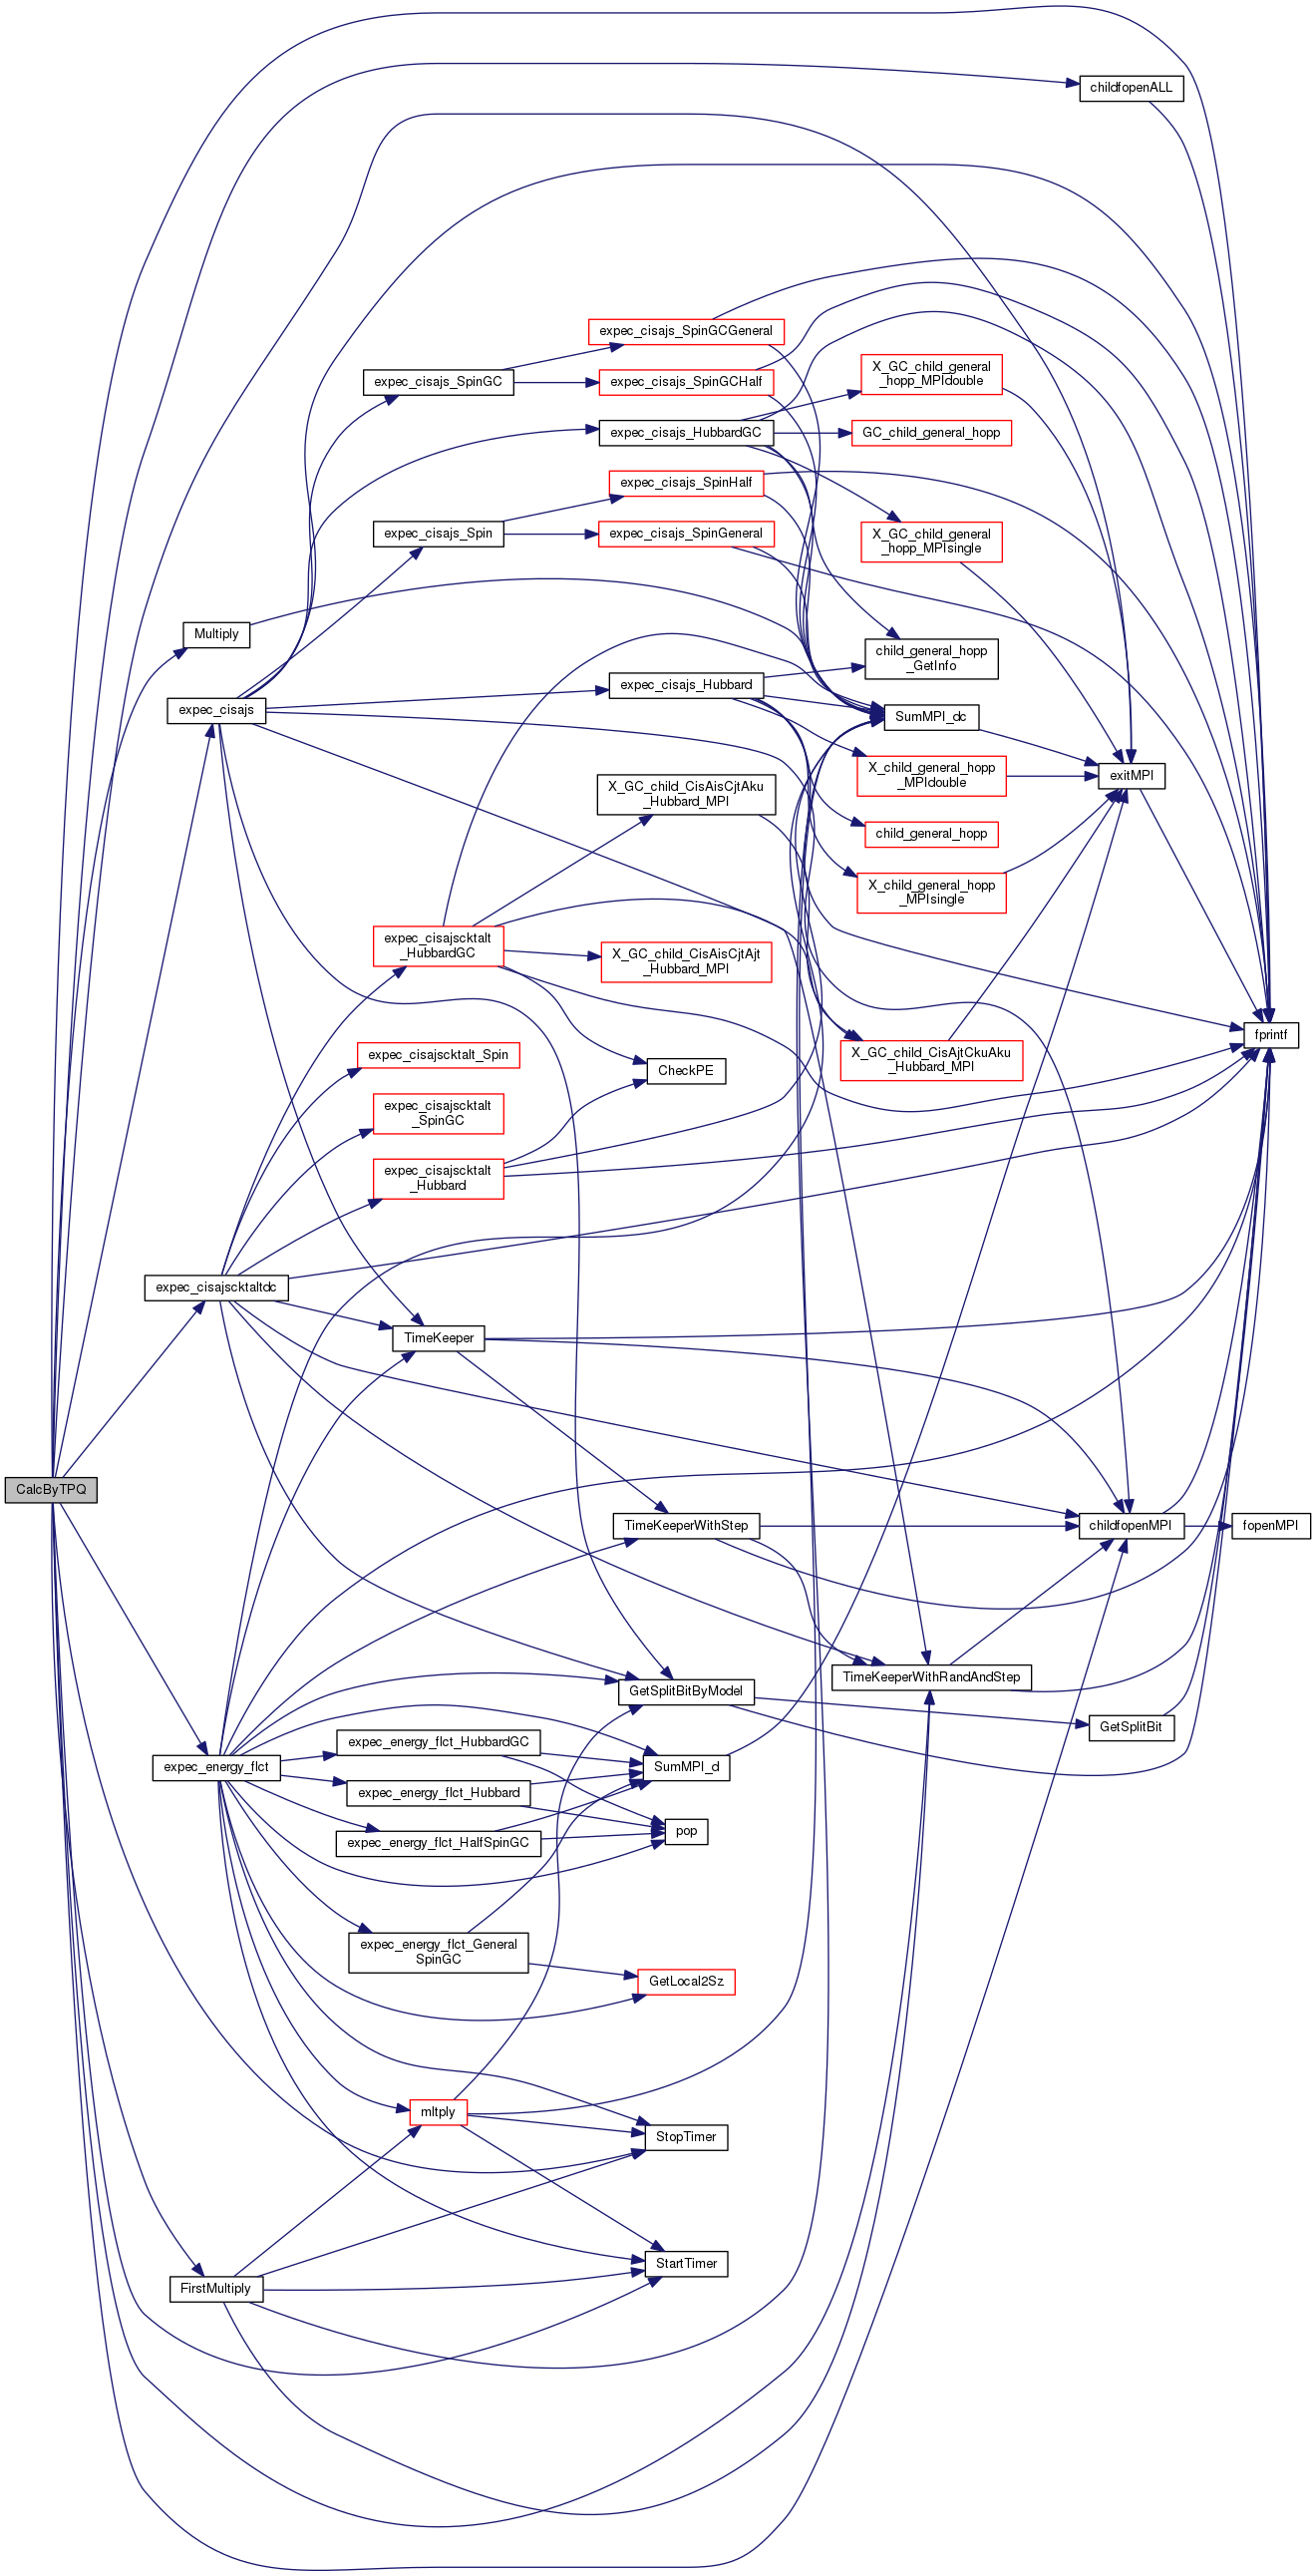 childfopenALL
expec_cisajs_SpinGCGeneral
expec_cisajs_SpinGC
expec_cisajs_SpinGCHalf
X_GC_child_general
_hopp_MPIdouble
expec_cisajs_HubbardGC
GC_child_general_hopp
expec_cisajs_SpinHalf
expec_cisajs_Spin
expec_cisajs_SpinGeneral
X_GC_child_general
_hopp_MPIsingle
Multiply
child_general_hopp
_GetInfo
expec_cisajs
expec_cisajs_Hubbard
SumMPI_dc
X_child_general_hopp
_MPIdouble
exitMPI
X_GC_child_CisAisCjtAku
_Hubbard_MPI
child_general_hopp
X_child_general_hopp
_MPIsingle
expec_cisajscktalt
_HubbardGC
X_GC_child_CisAisCjtAjt
_Hubbard_MPI
fprintf
expec_cisajscktalt_Spin
CheckPE
X_GC_child_CisAjtCkuAku
_Hubbard_MPI
expec_cisajscktalt
_SpinGC
expec_cisajscktalt
_Hubbard
expec_cisajscktaltdc
TimeKeeper
CalcByTPQ
TimeKeeperWithStep
childfopenMPI
fopenMPI
TimeKeeperWithRandAndStep
GetSplitBitByModel
GetSplitBit
expec_energy_flct
expec_energy_flct_HubbardGC
SumMPI_d
expec_energy_flct_Hubbard
pop
expec_energy_flct_HalfSpinGC
expec_energy_flct_General
SpinGC
GetLocal2Sz
mltply
StopTimer
StartTimer
FirstMultiply